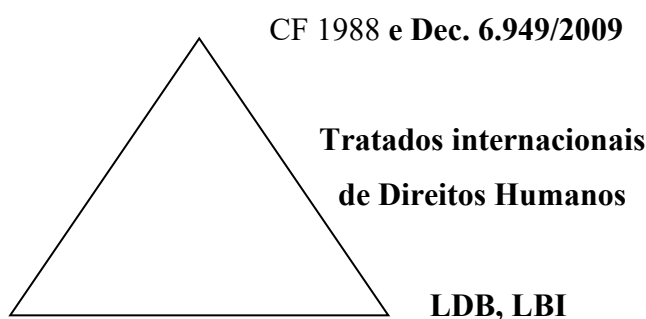 CF 1988 e Dec. 6.949/2009
Tratados internacionais
de Direitos Humanos
LDB, LBI